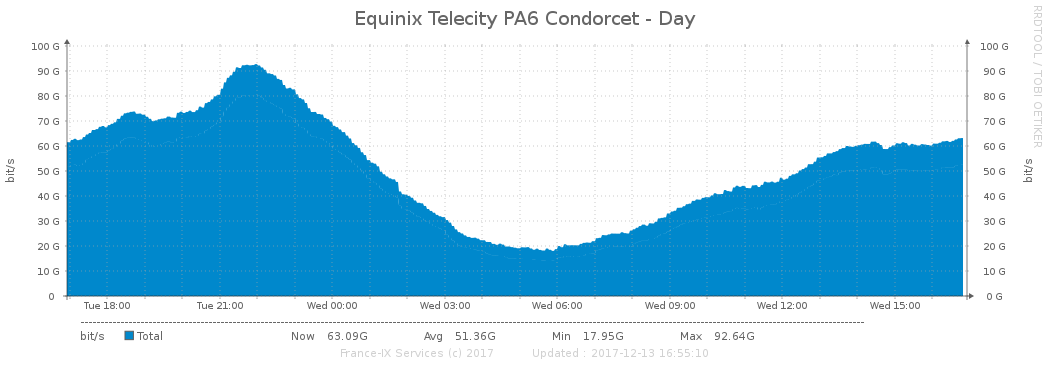 Equinix Telecity PA6 Condorcet - Day
RRDTOOL / TOBI OETIKER
bit/s
100 G
90 G
80 G
70 G
60 G
50 G
40 G
30 G
20 G
10 G
0
100 G
90 G
80 G
70 G
60 G
50 G
40 G
30 G
20 G
10 G
0 G
bit/s
Tue 18:00 Tue 21:00 Wed 00:00 Wed 03:00 Wed 06:00 Wed 09:00 Wed 12:00 Wed 15:00
bit/s Total Now 63.09G Avg 51.36G Min 17.95G Max 92.64G
France-IX Services (c) 2017 Updated : 2017-12-13 16:55:10